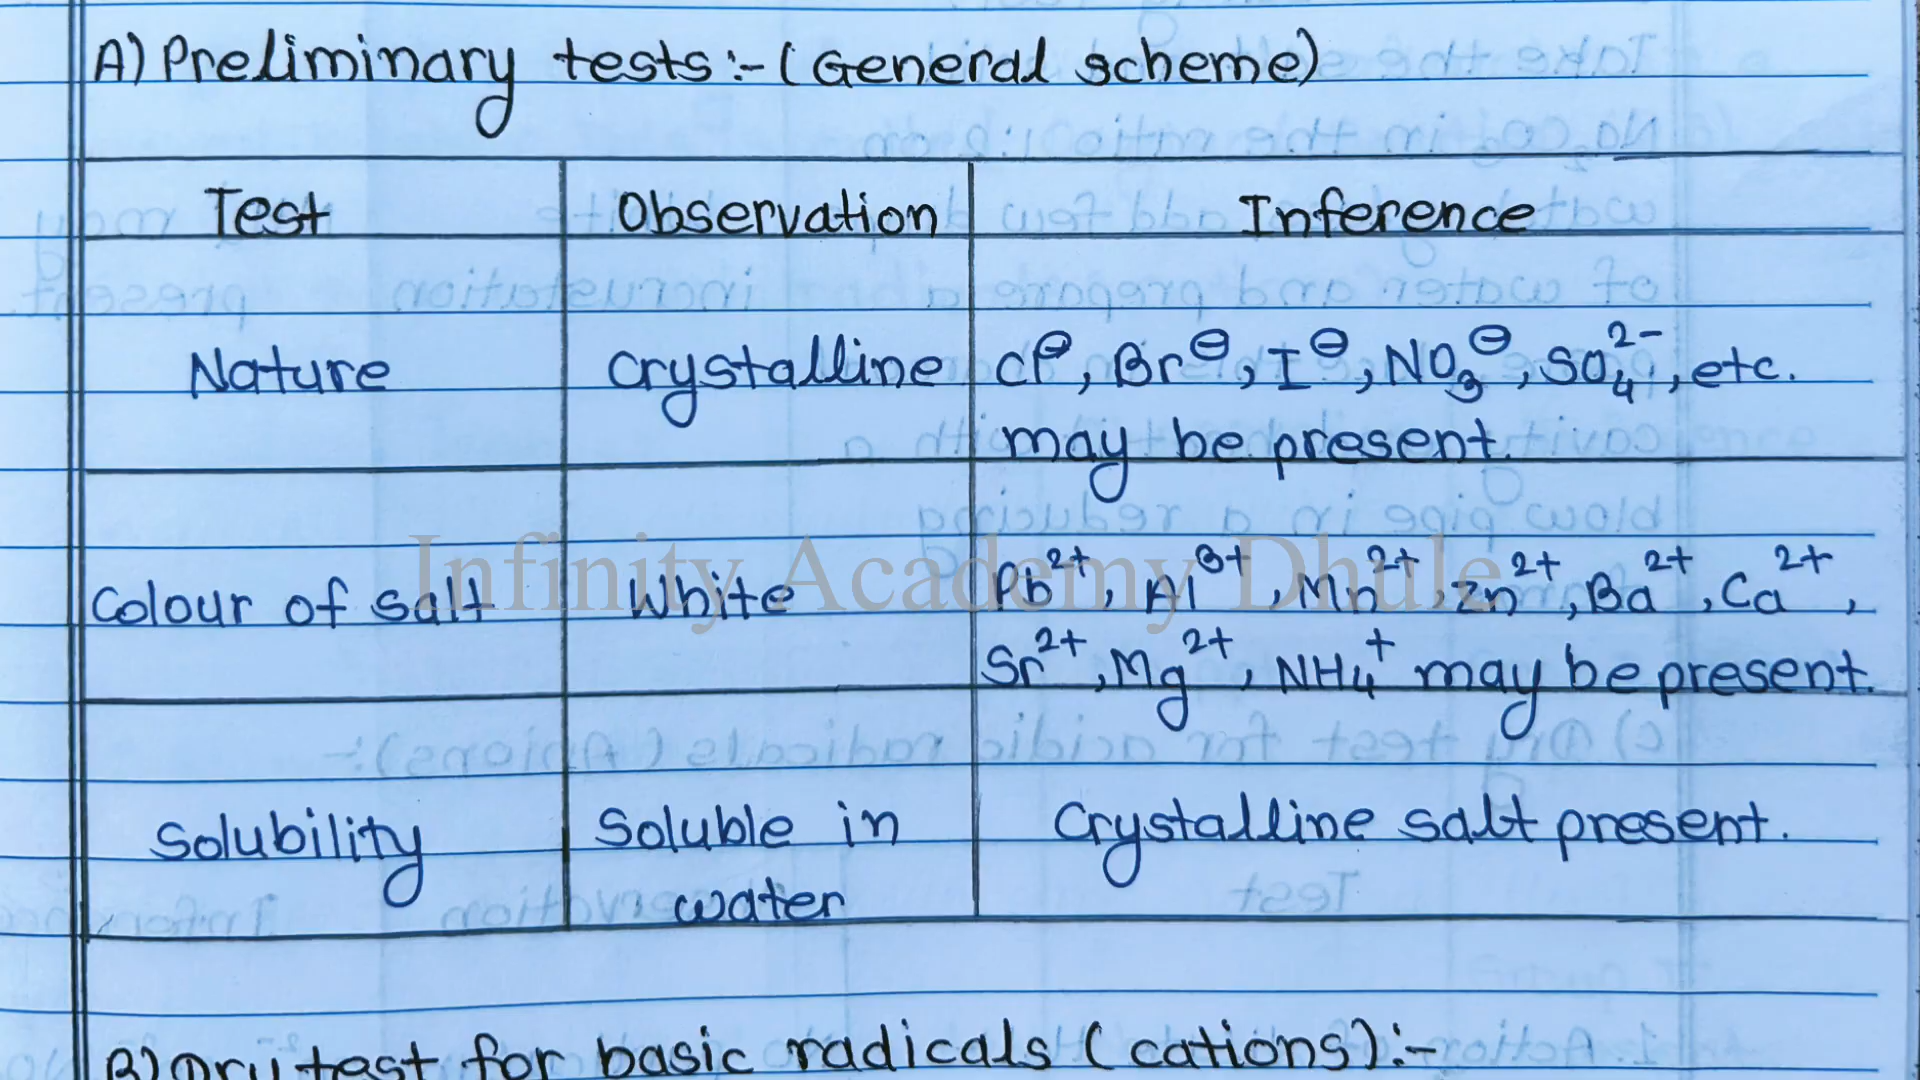 A) Preliminary tests:- (General scheme)
Test Observation Inference
Nature Crystalline Cl⊖, Br⊖, I⊖, NO₃⊖, SO₄²⁻, etc.
may be present.
Colour of salt White Pb²⁺, Al³⁺, Mn²⁺, Zn²⁺, Ba²⁺, Ca²⁺,
Sr²⁺, Mg²⁺, NH₄⁺ may be present.
Infinity Academy Dhule
Solubility Soluble in Crystalline salt present.
water
B) Dry test for basic radicals (cations):-